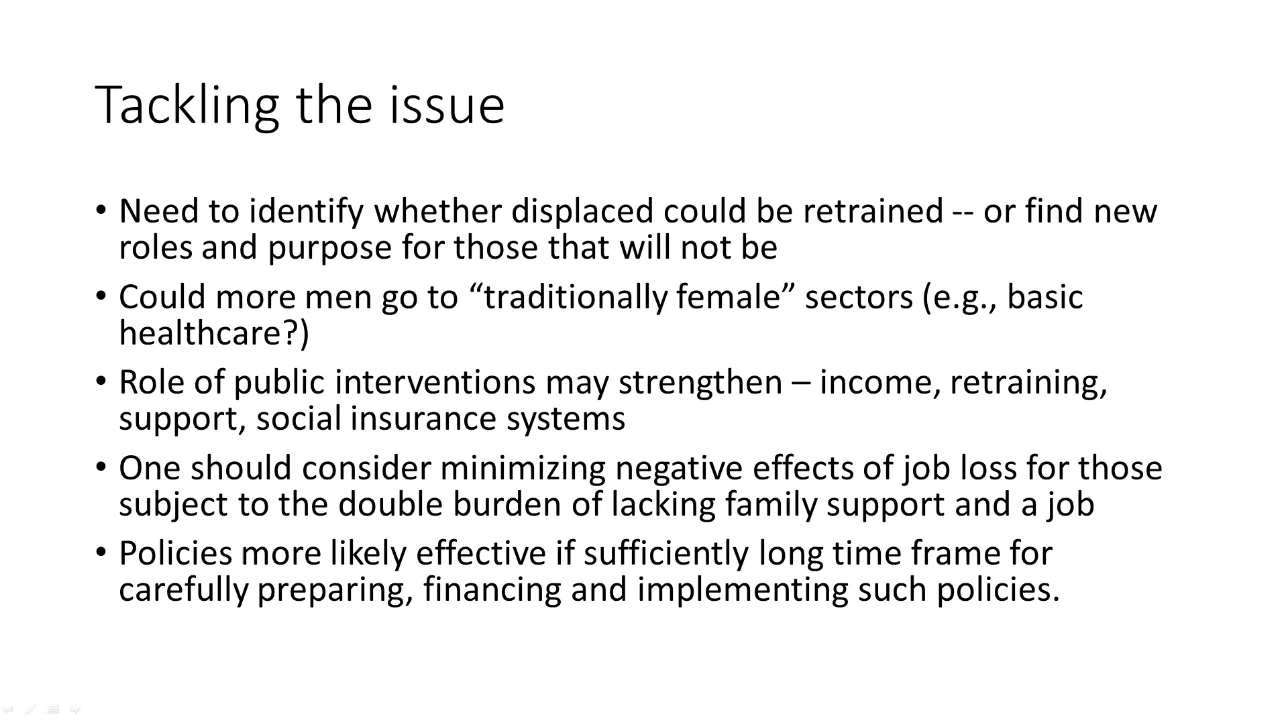 Tackling the issue
• Need to identify whether displaced could be retrained -- or find new
roles and purpose for those that will not be
• Could more men go to “traditionally female” sectors (e.g., basic
healthcare?)
• Role of public interventions may strengthen – income, retraining,
support, social insurance systems
• One should consider minimizing negative effects of job loss for those
subject to the double burden of lacking family support and a job
• Policies more likely effective if sufficiently long time frame for
carefully preparing, financing and implementing such policies.